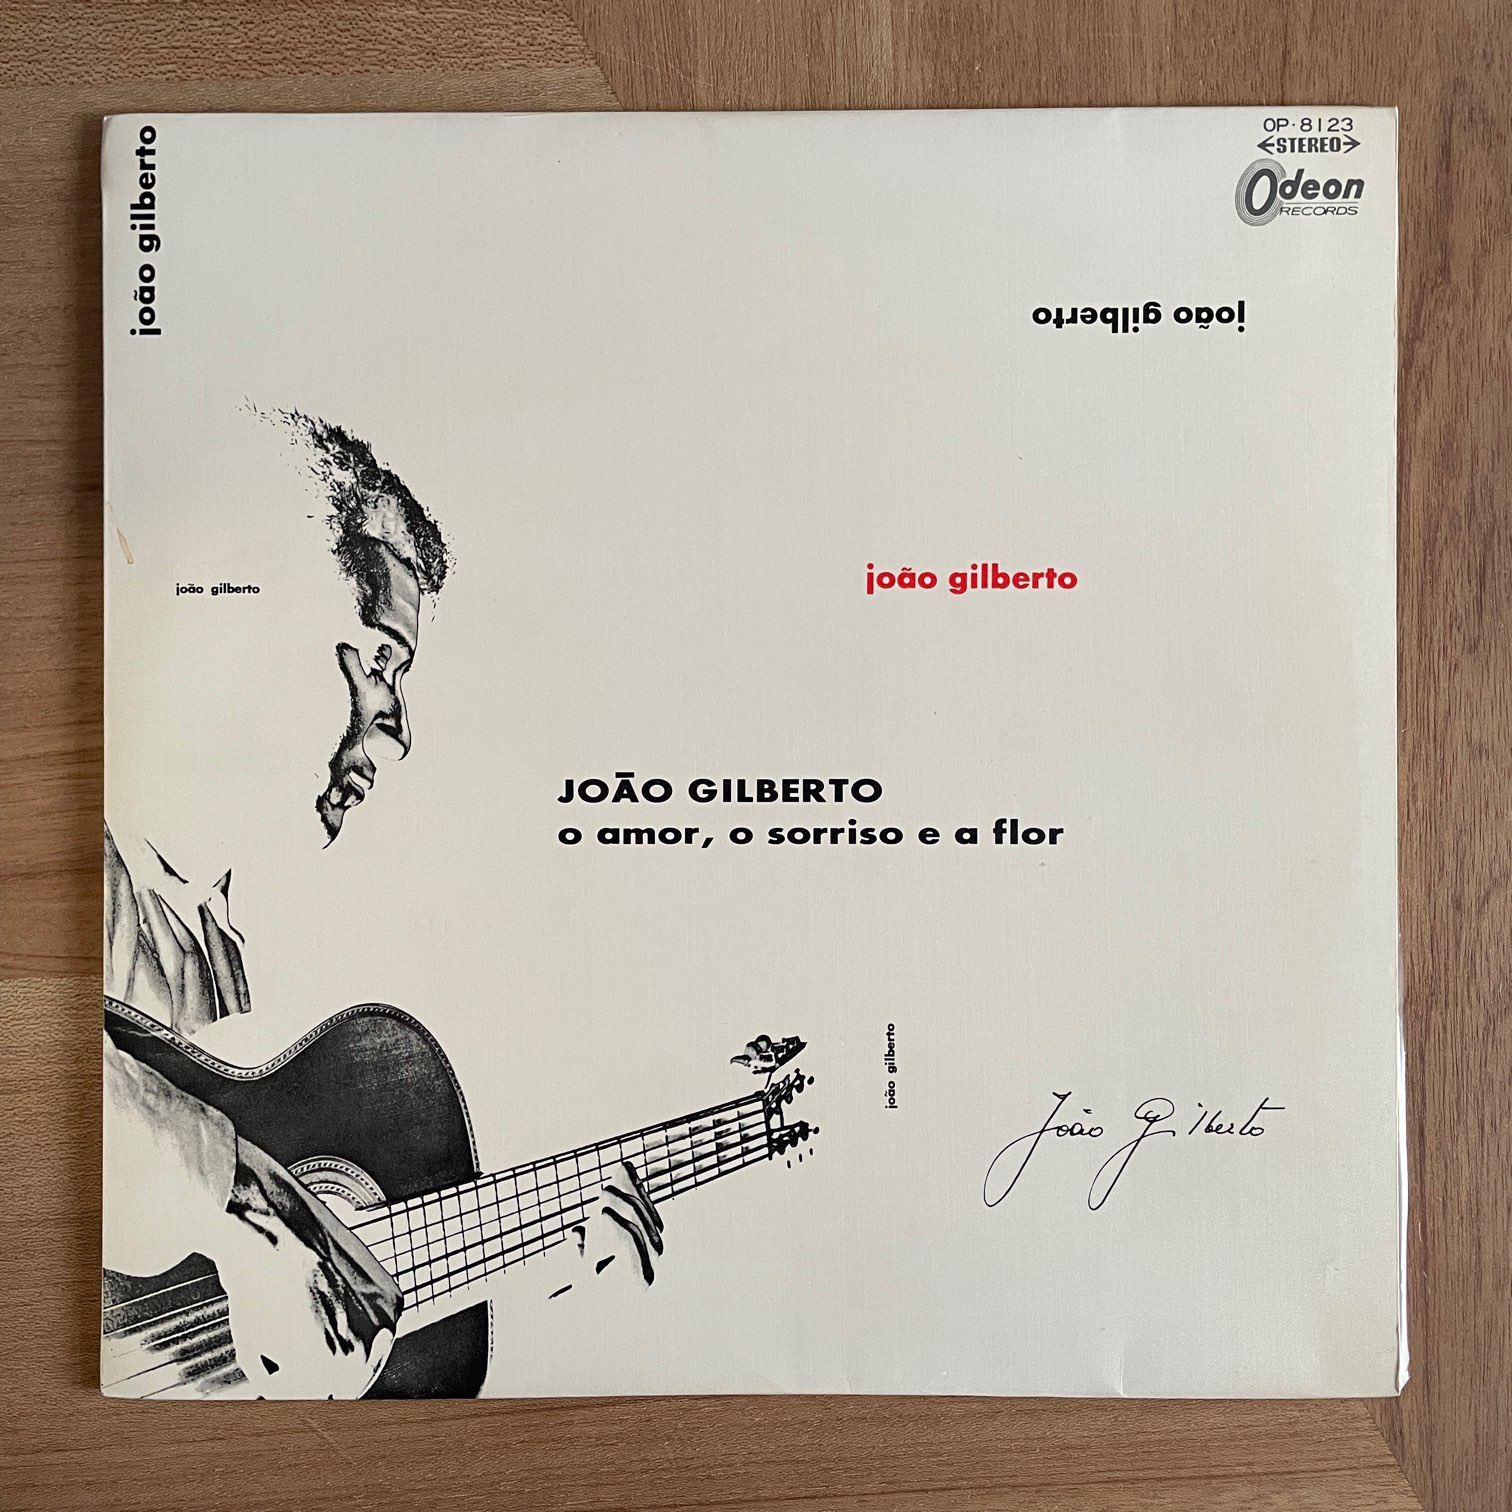 joão gilberto
OP·8123
STEREO
Odeon
RECORDS
joão gilberto
joão gilberto
joão gilberto
JOÃO GILBERTO
o amor, o sorriso e a flor
joão gilberto
João Gilberto